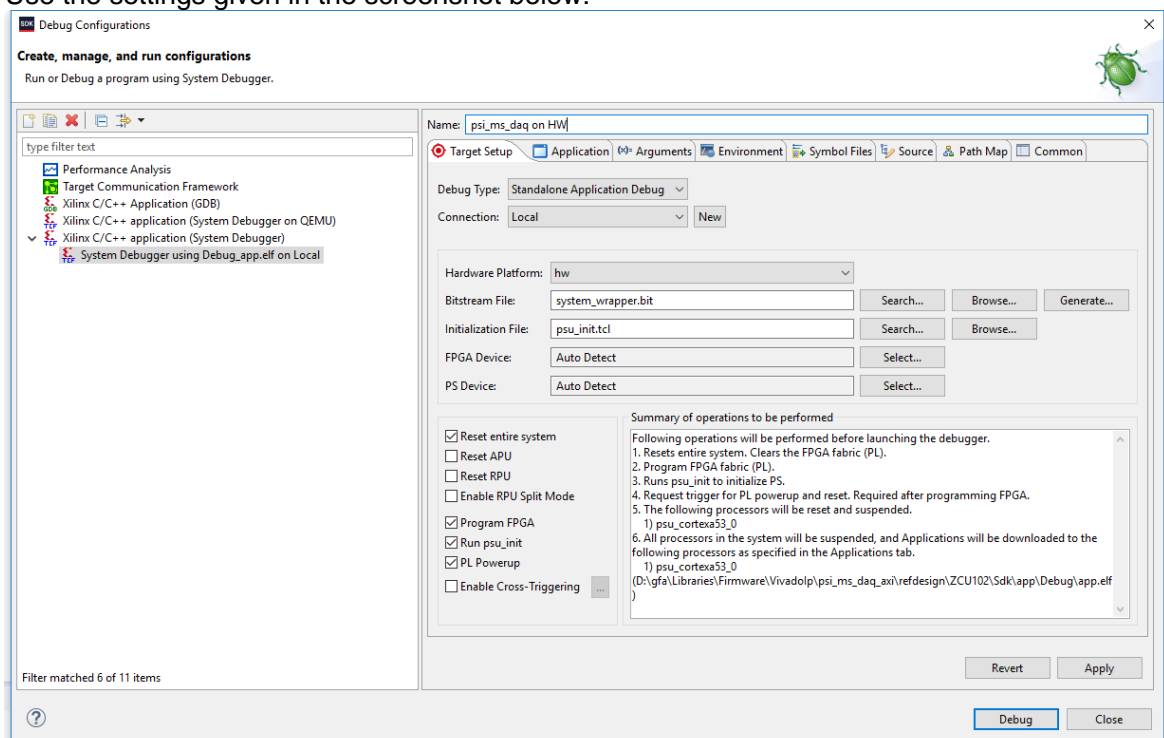 Use the settings given in the screenshot below.
SDK Debug Configurations
Create, manage, and run configurations
Run or Debug a program using System Debugger.
type filter text
Performance Analysis
Target Communication Framework
Xilinx C/C++ Application (GDB)
Xilinx C/C++ application (System Debugger on QEMU)
Xilinx C/C++ application (System Debugger)
System Debugger using Debug_app.elf on Local
Filter matched 6 of 11 items
Name: psi_ms_daq on HW
Target Setup Application Arguments Environment Symbol Files Source Path Map Common
Debug Type: Standalone Application Debug
Connection: Local New
Hardware Platform: hw
Bitstream File: system_wrapper.bit Search... Browse... Generate...
Initialization File: psu_init.tcl Search... Browse...
FPGA Device: Auto Detect Select...
PS Device: Auto Detect Select...
Reset entire system
Reset APU
Reset RPU
Enable RPU Split Mode
Program FPGA
Run psu_init
PL Powerup
Enable Cross-Triggering ...
Summary of operations to be performed
Following operations will be performed before launching the debugger.
1. Resets entire system. Clears the FPGA fabric (PL).
2. Program FPGA fabric (PL).
3. Runs psu_init to initialize PS.
4. Request trigger for PL powerup and reset. Required after programming FPGA.
5. The following processors will be reset and suspended.
1) psu_cortexa53_0
6. All processors in the system will be suspended, and Applications will be downloaded to the
following processors as specified in the Applications tab.
1) psu_cortexa53_0
(D:\gfa\Libraries\Firmware\VivadoIp\psi_ms_daq_axi\refdesign\ZCU102\Sdk\app\Debug\app.elf
)
Revert Apply
Debug Close